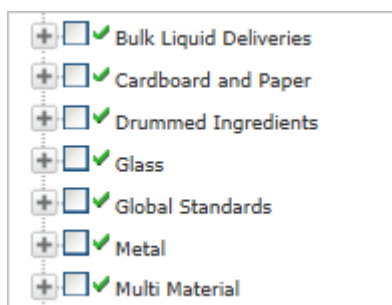 Bulk Liquid Deliveries
Cardboard and Paper
Drummed Ingredients
Glass
Global Standards
Metal
Multi Material